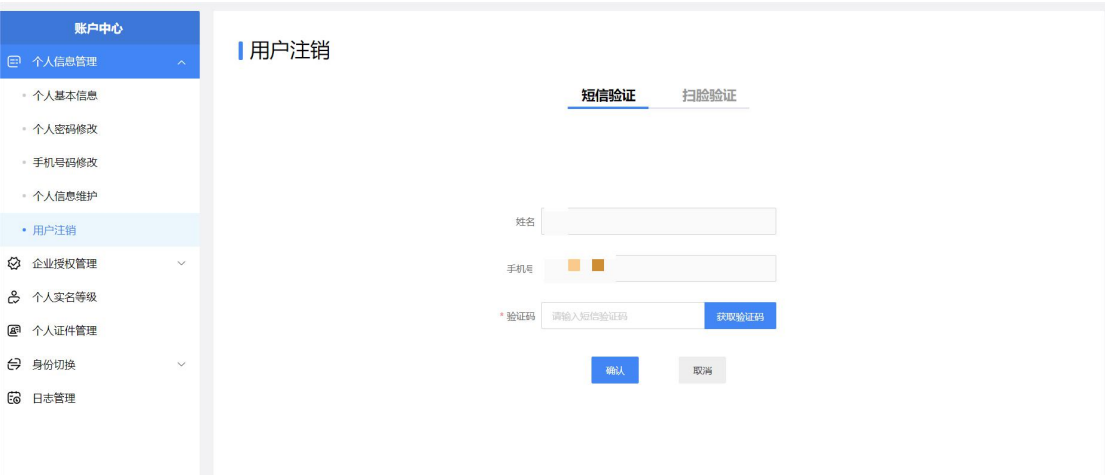 账户中心
个人信息管理
个人基本信息
个人密码修改
手机号码修改
个人信息维护
用户注销
企业授权管理
个人实名等级
个人证件管理
身份切换
日志管理
用户注销
短信验证 扫脸验证
姓名
手机号
* 验证码 请输入短信验证码 获取验证码
确认 取消